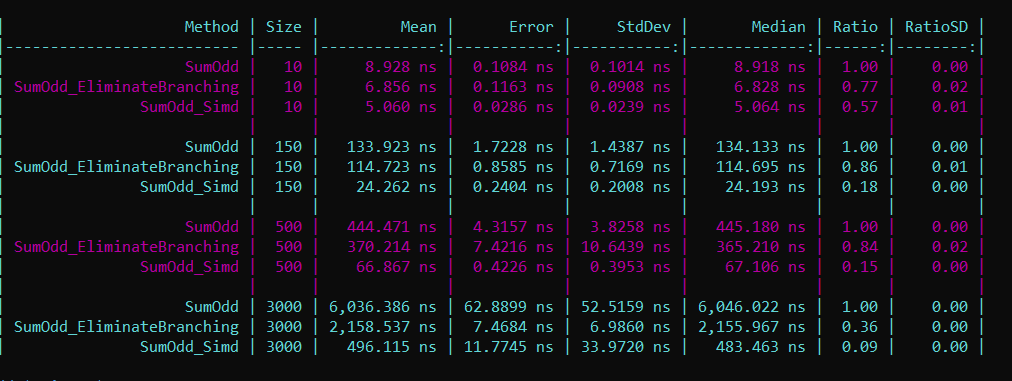 | Method | Size | Mean | Error | StdDev | Median | Ratio | RatioSD |
|-------------------------- |----- |-------------:|-----------:|-----------:|-------------:|------:|--------:|
| SumOdd | 10 | 8.928 ns | 0.1084 ns | 0.1014 ns | 8.918 ns | 1.00 | 0.00 |
| SumOdd_EliminateBranching | 10 | 6.856 ns | 0.1163 ns | 0.0908 ns | 6.828 ns | 0.77 | 0.02 |
| SumOdd_Simd | 10 | 5.060 ns | 0.0286 ns | 0.0239 ns | 5.064 ns | 0.57 | 0.01 |
| | | | | | | | |
| SumOdd | 150 | 133.923 ns | 1.7228 ns | 1.4387 ns | 134.133 ns | 1.00 | 0.00 |
| SumOdd_EliminateBranching | 150 | 114.723 ns | 0.8585 ns | 0.7169 ns | 114.695 ns | 0.86 | 0.01 |
| SumOdd_Simd | 150 | 24.262 ns | 0.2404 ns | 0.2008 ns | 24.193 ns | 0.18 | 0.00 |
| | | | | | | | |
| SumOdd | 500 | 444.471 ns | 4.3157 ns | 3.8258 ns | 445.180 ns | 1.00 | 0.00 |
| SumOdd_EliminateBranching | 500 | 370.214 ns | 7.4216 ns | 10.6439 ns | 365.210 ns | 0.84 | 0.02 |
| SumOdd_Simd | 500 | 66.867 ns | 0.4226 ns | 0.3953 ns | 67.106 ns | 0.15 | 0.00 |
| | | | | | | | |
| SumOdd | 3000 | 6,036.386 ns | 62.8899 ns | 52.5159 ns | 6,046.022 ns | 1.00 | 0.00 |
| SumOdd_EliminateBranching | 3000 | 2,158.537 ns | 7.4684 ns | 6.9860 ns | 2,155.967 ns | 0.36 | 0.00 |
| SumOdd_Simd | 3000 | 496.115 ns | 11.7745 ns | 33.9720 ns | 483.463 ns | 0.09 | 0.00 |